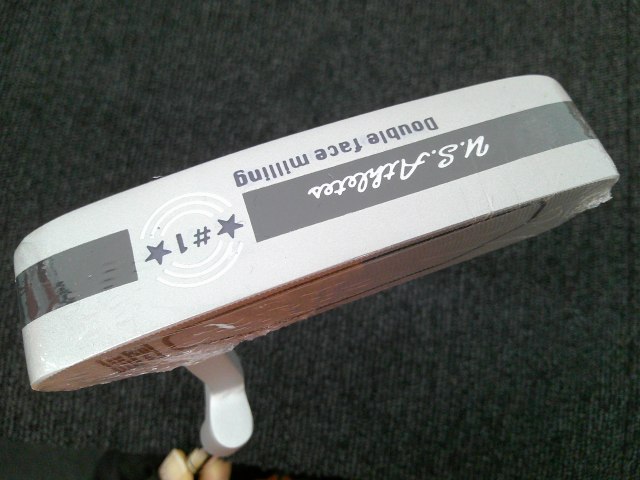 U.S. Athletes
Double face milling
★ #1 ★